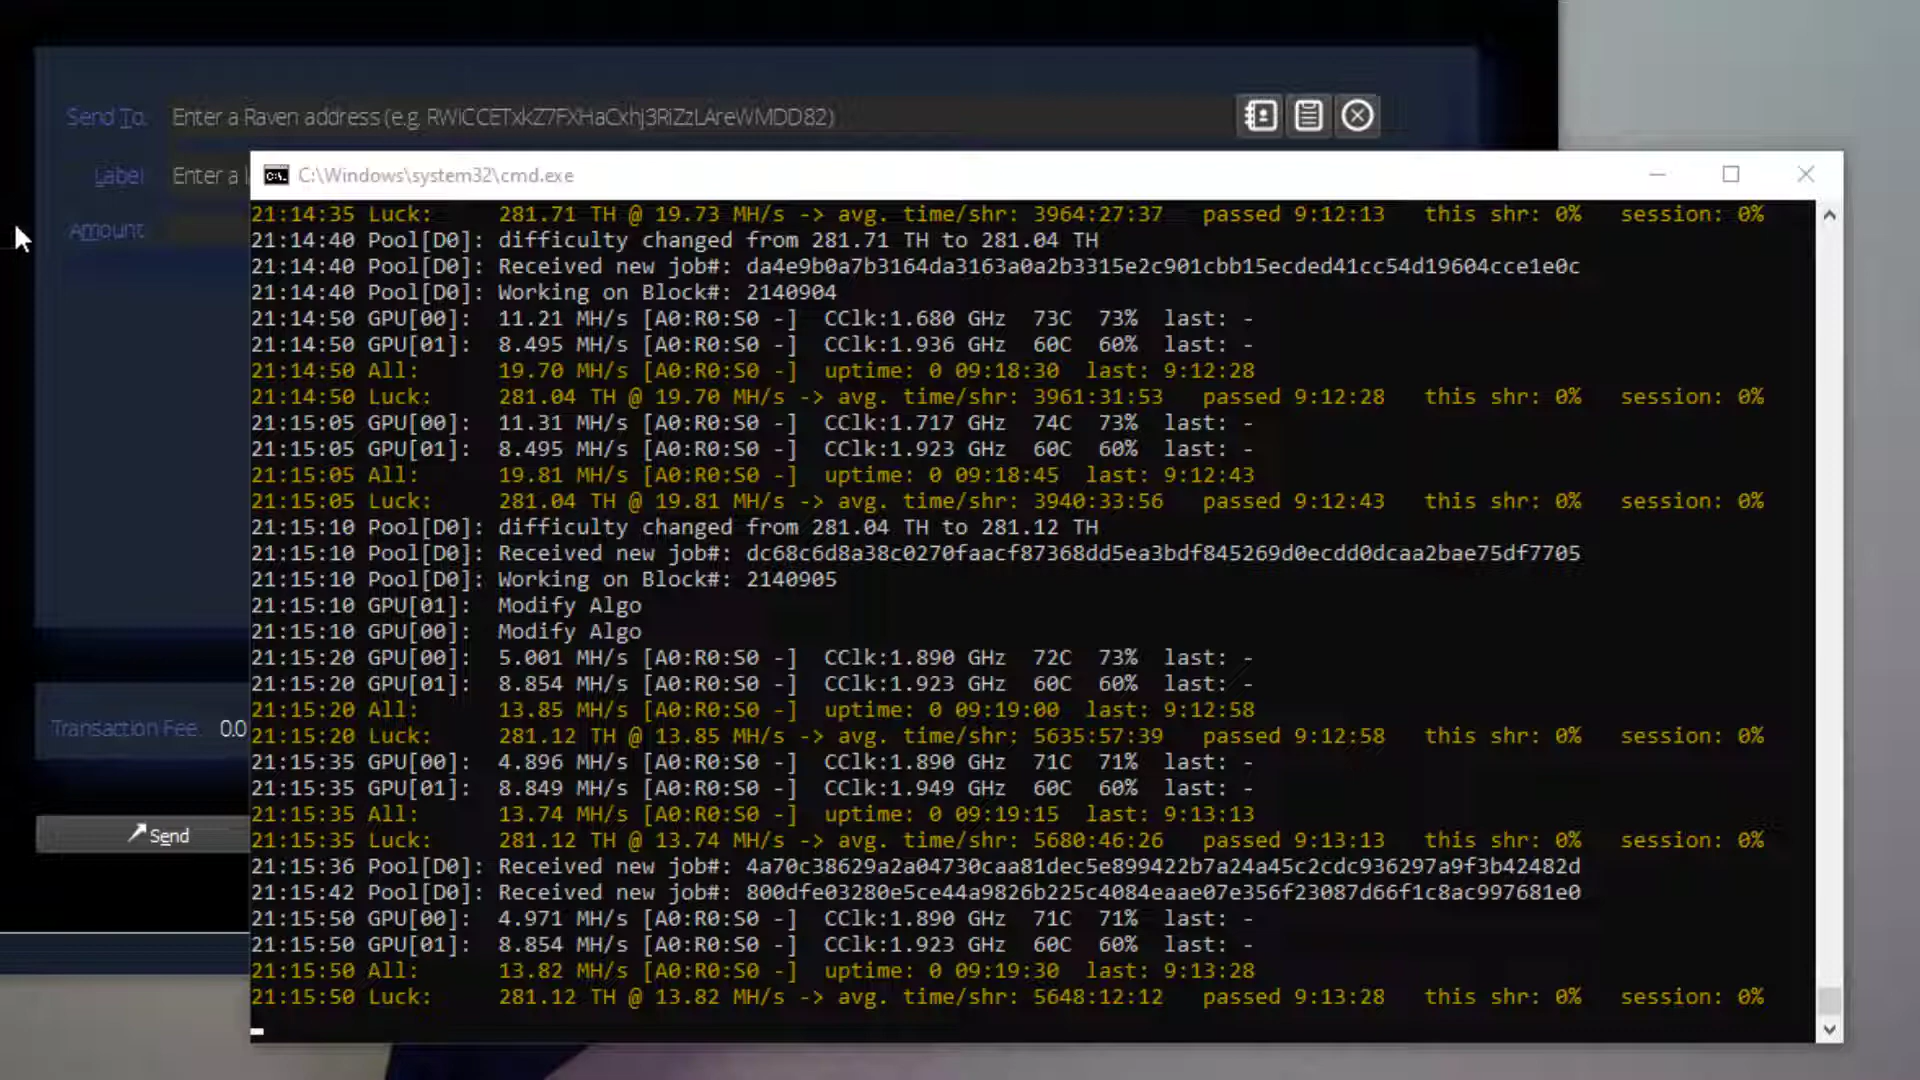 Send To: Enter a Raven address (e.g. RWiCCETxkZ7FXHaCxhj3RiZzLAreWMDD82)
Label: Enter a l
Amount:
Transaction Fee: 0.0
Send
C:\Windows\system32\cmd.exe
21:14:35 Luck: 281.71 TH @ 19.73 MH/s -> avg. time/shr: 3964:27:37 passed 9:12:13 this shr: 0% session: 0%
21:14:40 Pool[D0]: difficulty changed from 281.71 TH to 281.04 TH
21:14:40 Pool[D0]: Received new job#: da4e9b0a7b3164da3163a0a2b3315e2c901cbb15ecded41cc54d19604cce1e0c
21:14:40 Pool[D0]: Working on Block#: 2140904
21:14:50 GPU[00]: 11.21 MH/s [A0:R0:S0 -] CClk:1.680 GHz 73C 73% last: -
21:14:50 GPU[01]: 8.495 MH/s [A0:R0:S0 -] CClk:1.936 GHz 60C 60% last: -
21:14:50 All: 19.70 MH/s [A0:R0:S0 -] uptime: 0 09:18:30 last: 9:12:28
21:14:50 Luck: 281.04 TH @ 19.70 MH/s -> avg. time/shr: 3961:31:53 passed 9:12:28 this shr: 0% session: 0%
21:15:05 GPU[00]: 11.31 MH/s [A0:R0:S0 -] CClk:1.717 GHz 74C 73% last: -
21:15:05 GPU[01]: 8.495 MH/s [A0:R0:S0 -] CClk:1.923 GHz 60C 60% last: -
21:15:05 All: 19.81 MH/s [A0:R0:S0 -] uptime: 0 09:18:45 last: 9:12:43
21:15:05 Luck: 281.04 TH @ 19.81 MH/s -> avg. time/shr: 3940:33:56 passed 9:12:43 this shr: 0% session: 0%
21:15:10 Pool[D0]: difficulty changed from 281.04 TH to 281.12 TH
21:15:10 Pool[D0]: Received new job#: dc68c6d8a38c0270faacf87368dd5ea3bdf845269d0ecdd0dcaa2bae75df7705
21:15:10 Pool[D0]: Working on Block#: 2140905
21:15:10 GPU[01]: Modify Algo
21:15:10 GPU[00]: Modify Algo
21:15:20 GPU[00]: 5.001 MH/s [A0:R0:S0 -] CClk:1.890 GHz 72C 73% last: -
21:15:20 GPU[01]: 8.854 MH/s [A0:R0:S0 -] CClk:1.923 GHz 60C 60% last: -
21:15:20 All: 13.85 MH/s [A0:R0:S0 -] uptime: 0 09:19:00 last: 9:12:58
21:15:20 Luck: 281.12 TH @ 13.85 MH/s -> avg. time/shr: 5635:57:39 passed 9:12:58 this shr: 0% session: 0%
21:15:35 GPU[00]: 4.896 MH/s [A0:R0:S0 -] CClk:1.890 GHz 71C 71% last: -
21:15:35 GPU[01]: 8.849 MH/s [A0:R0:S0 -] CClk:1.949 GHz 60C 60% last: -
21:15:35 All: 13.74 MH/s [A0:R0:S0 -] uptime: 0 09:19:15 last: 9:13:13
21:15:35 Luck: 281.12 TH @ 13.74 MH/s -> avg. time/shr: 5680:46:26 passed 9:13:13 this shr: 0% session: 0%
21:15:36 Pool[D0]: Received new job#: 4a70c38629a2a04730caa81dec5e899422b7a24a45c2cdc936297a9f3b42482d
21:15:42 Pool[D0]: Received new job#: 800dfe03280e5ce44a9826b225c4084eaae07e356f23087d66f1c8ac997681e0
21:15:50 GPU[00]: 4.971 MH/s [A0:R0:S0 -] CClk:1.890 GHz 71C 71% last: -
21:15:50 GPU[01]: 8.854 MH/s [A0:R0:S0 -] CClk:1.923 GHz 60C 60% last: -
21:15:50 All: 13.82 MH/s [A0:R0:S0 -] uptime: 0 09:19:30 last: 9:13:28
21:15:50 Luck: 281.12 TH @ 13.82 MH/s -> avg. time/shr: 5648:12:12 passed 9:13:28 this shr: 0% session: 0%